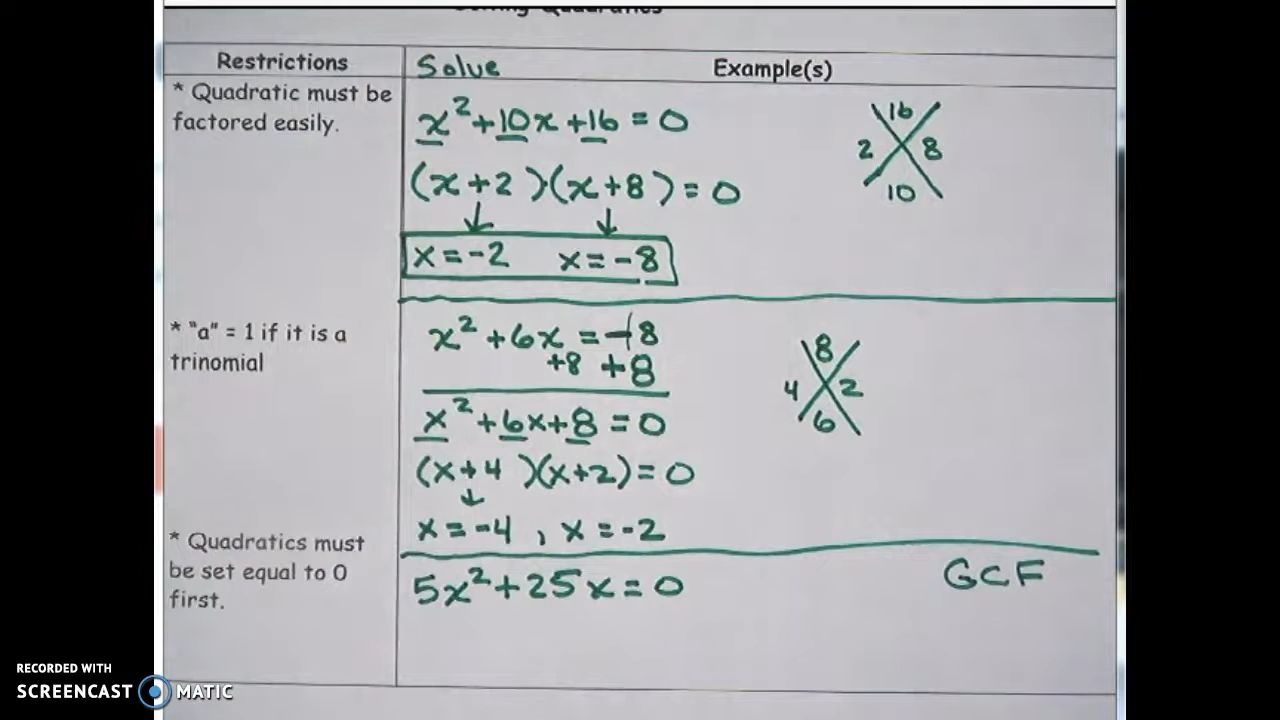 Solving Quadratics
Restrictions
Solve
Example(s)
* Quadratic must be
factored easily.
x² + 10x + 16 = 0
(x + 2)·(x + 8) = 0
x = -2 x = -8
16
2 8
10
* "a" = 1 if it is a
trinomial
x² + 6x = -8
+8 +8
x² + 6x + 8 = 0
(x + 4)(x + 2) = 0
x = -4 , x = -2
8
4 2
6
* Quadratics must
be set equal to 0
first.
5x² + 25x = 0
GCF
RECORDED WITH
SCREENCAST MATIC